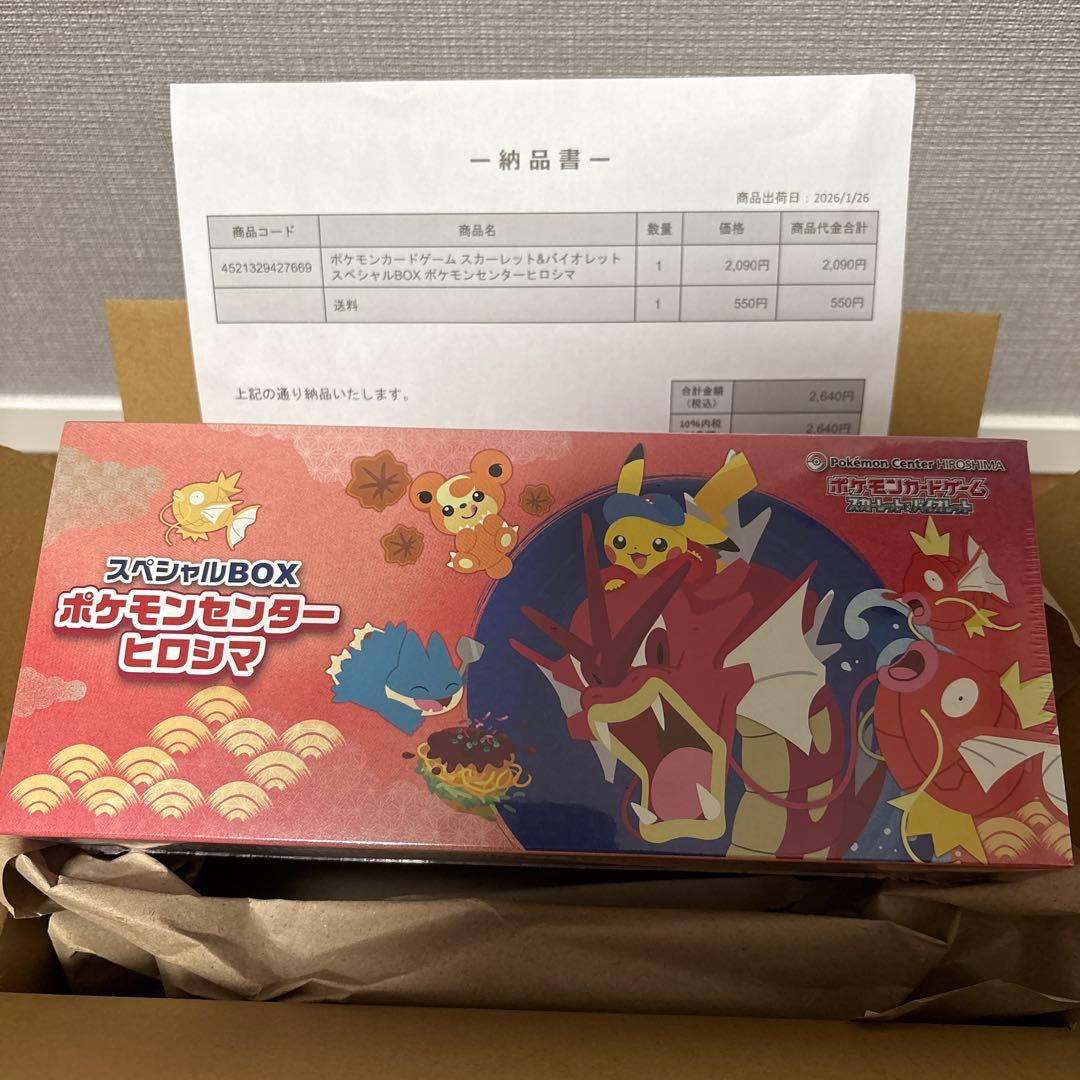 ー納品書ー
商品出荷日：2026/1/26
商品コード 商品名 数量 価格 商品代金合計
4521329427669 ポケモンカードゲーム スカーレット&バイオレット 1 2,090円 2,090円
スペシャルBOX ポケモンセンターヒロシマ
送料 1 550円 550円
上記の通り納品いたします。
合計金額 2,640円
（税込）
10%内税 2,640円
Pokémon Center HIROSHIMA
ポケモンカードゲーム
スカーレット&バイオレット
スペシャルBOX
ポケモンセンター
ヒロシマ